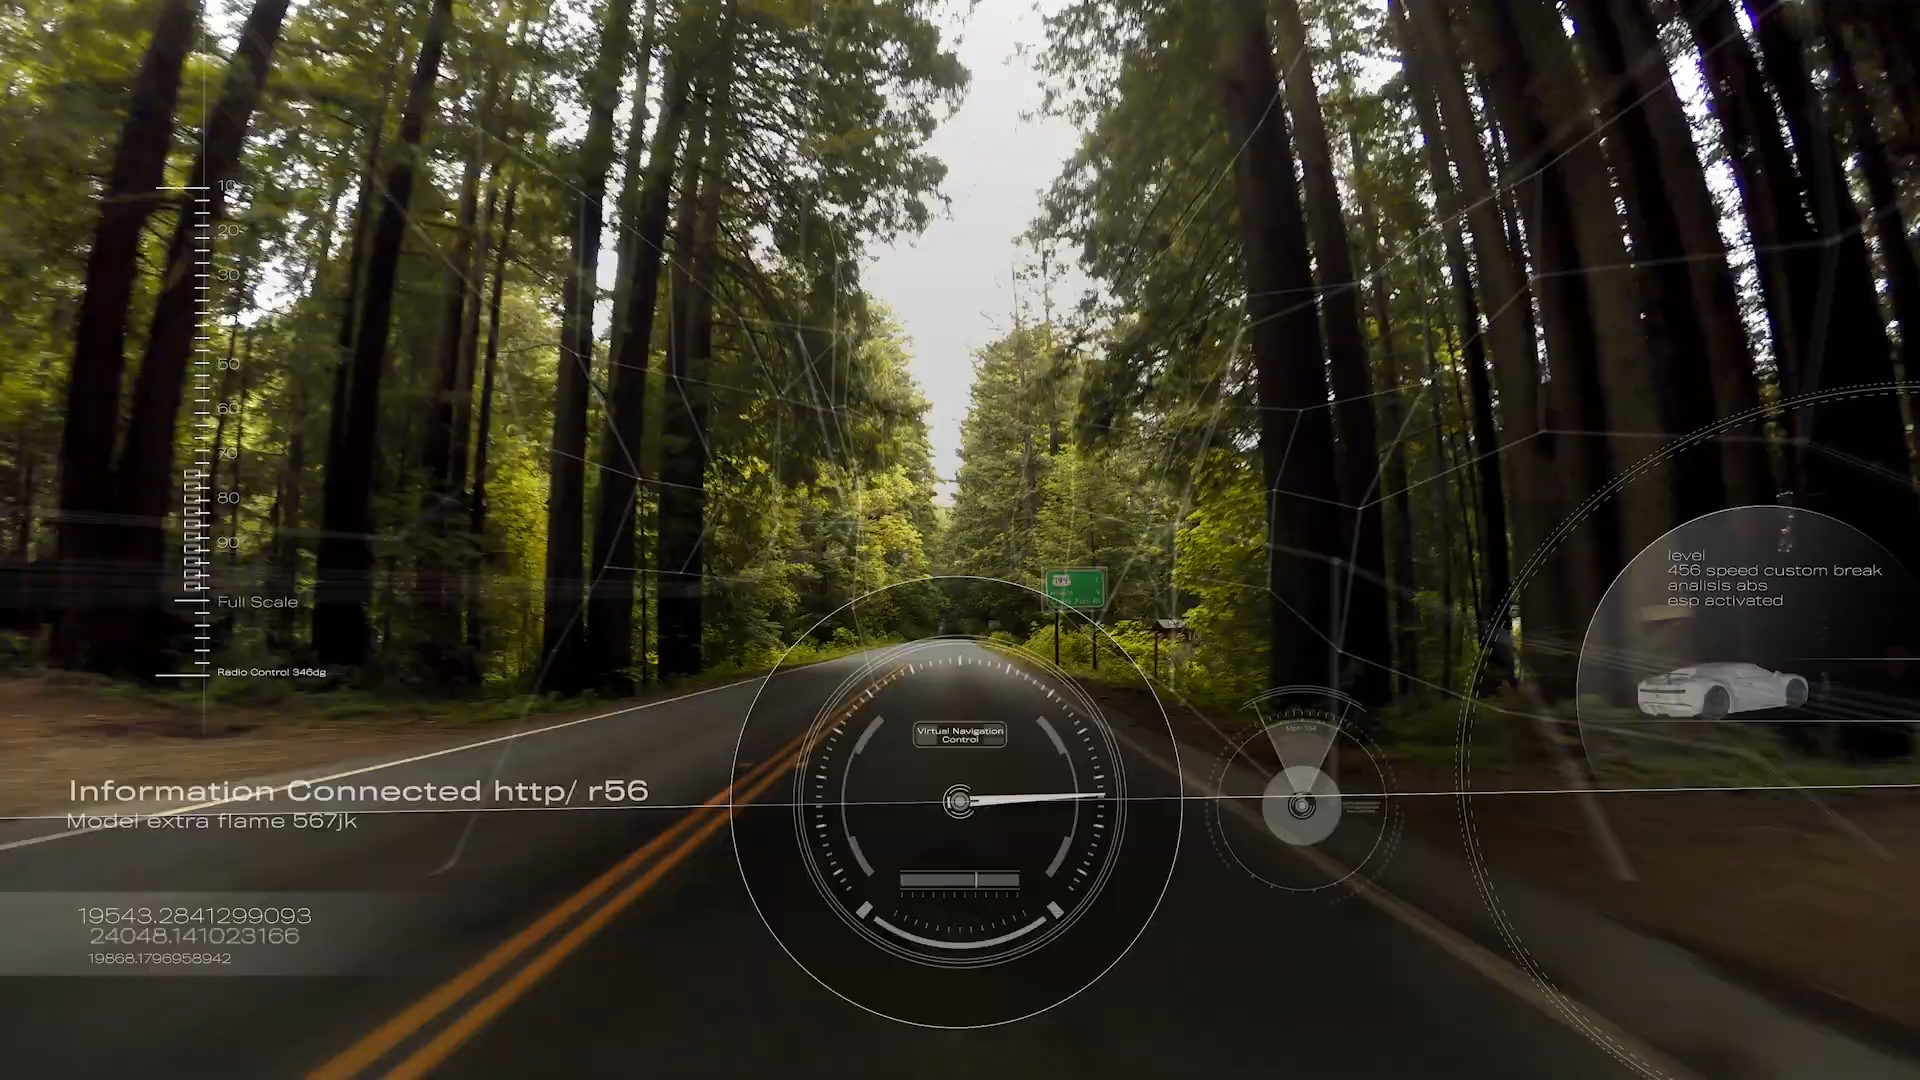 10
20
30
50
60
70
80
90
Full Scale
Radio Control 346dg
199
level
456 speed custom break
analisis abs
esp activated
Virtual Navigation
Control
Information Connected http/ r56
Model extra flame 567jk
19543.2841299093
24048.141023166
19868.1796958942